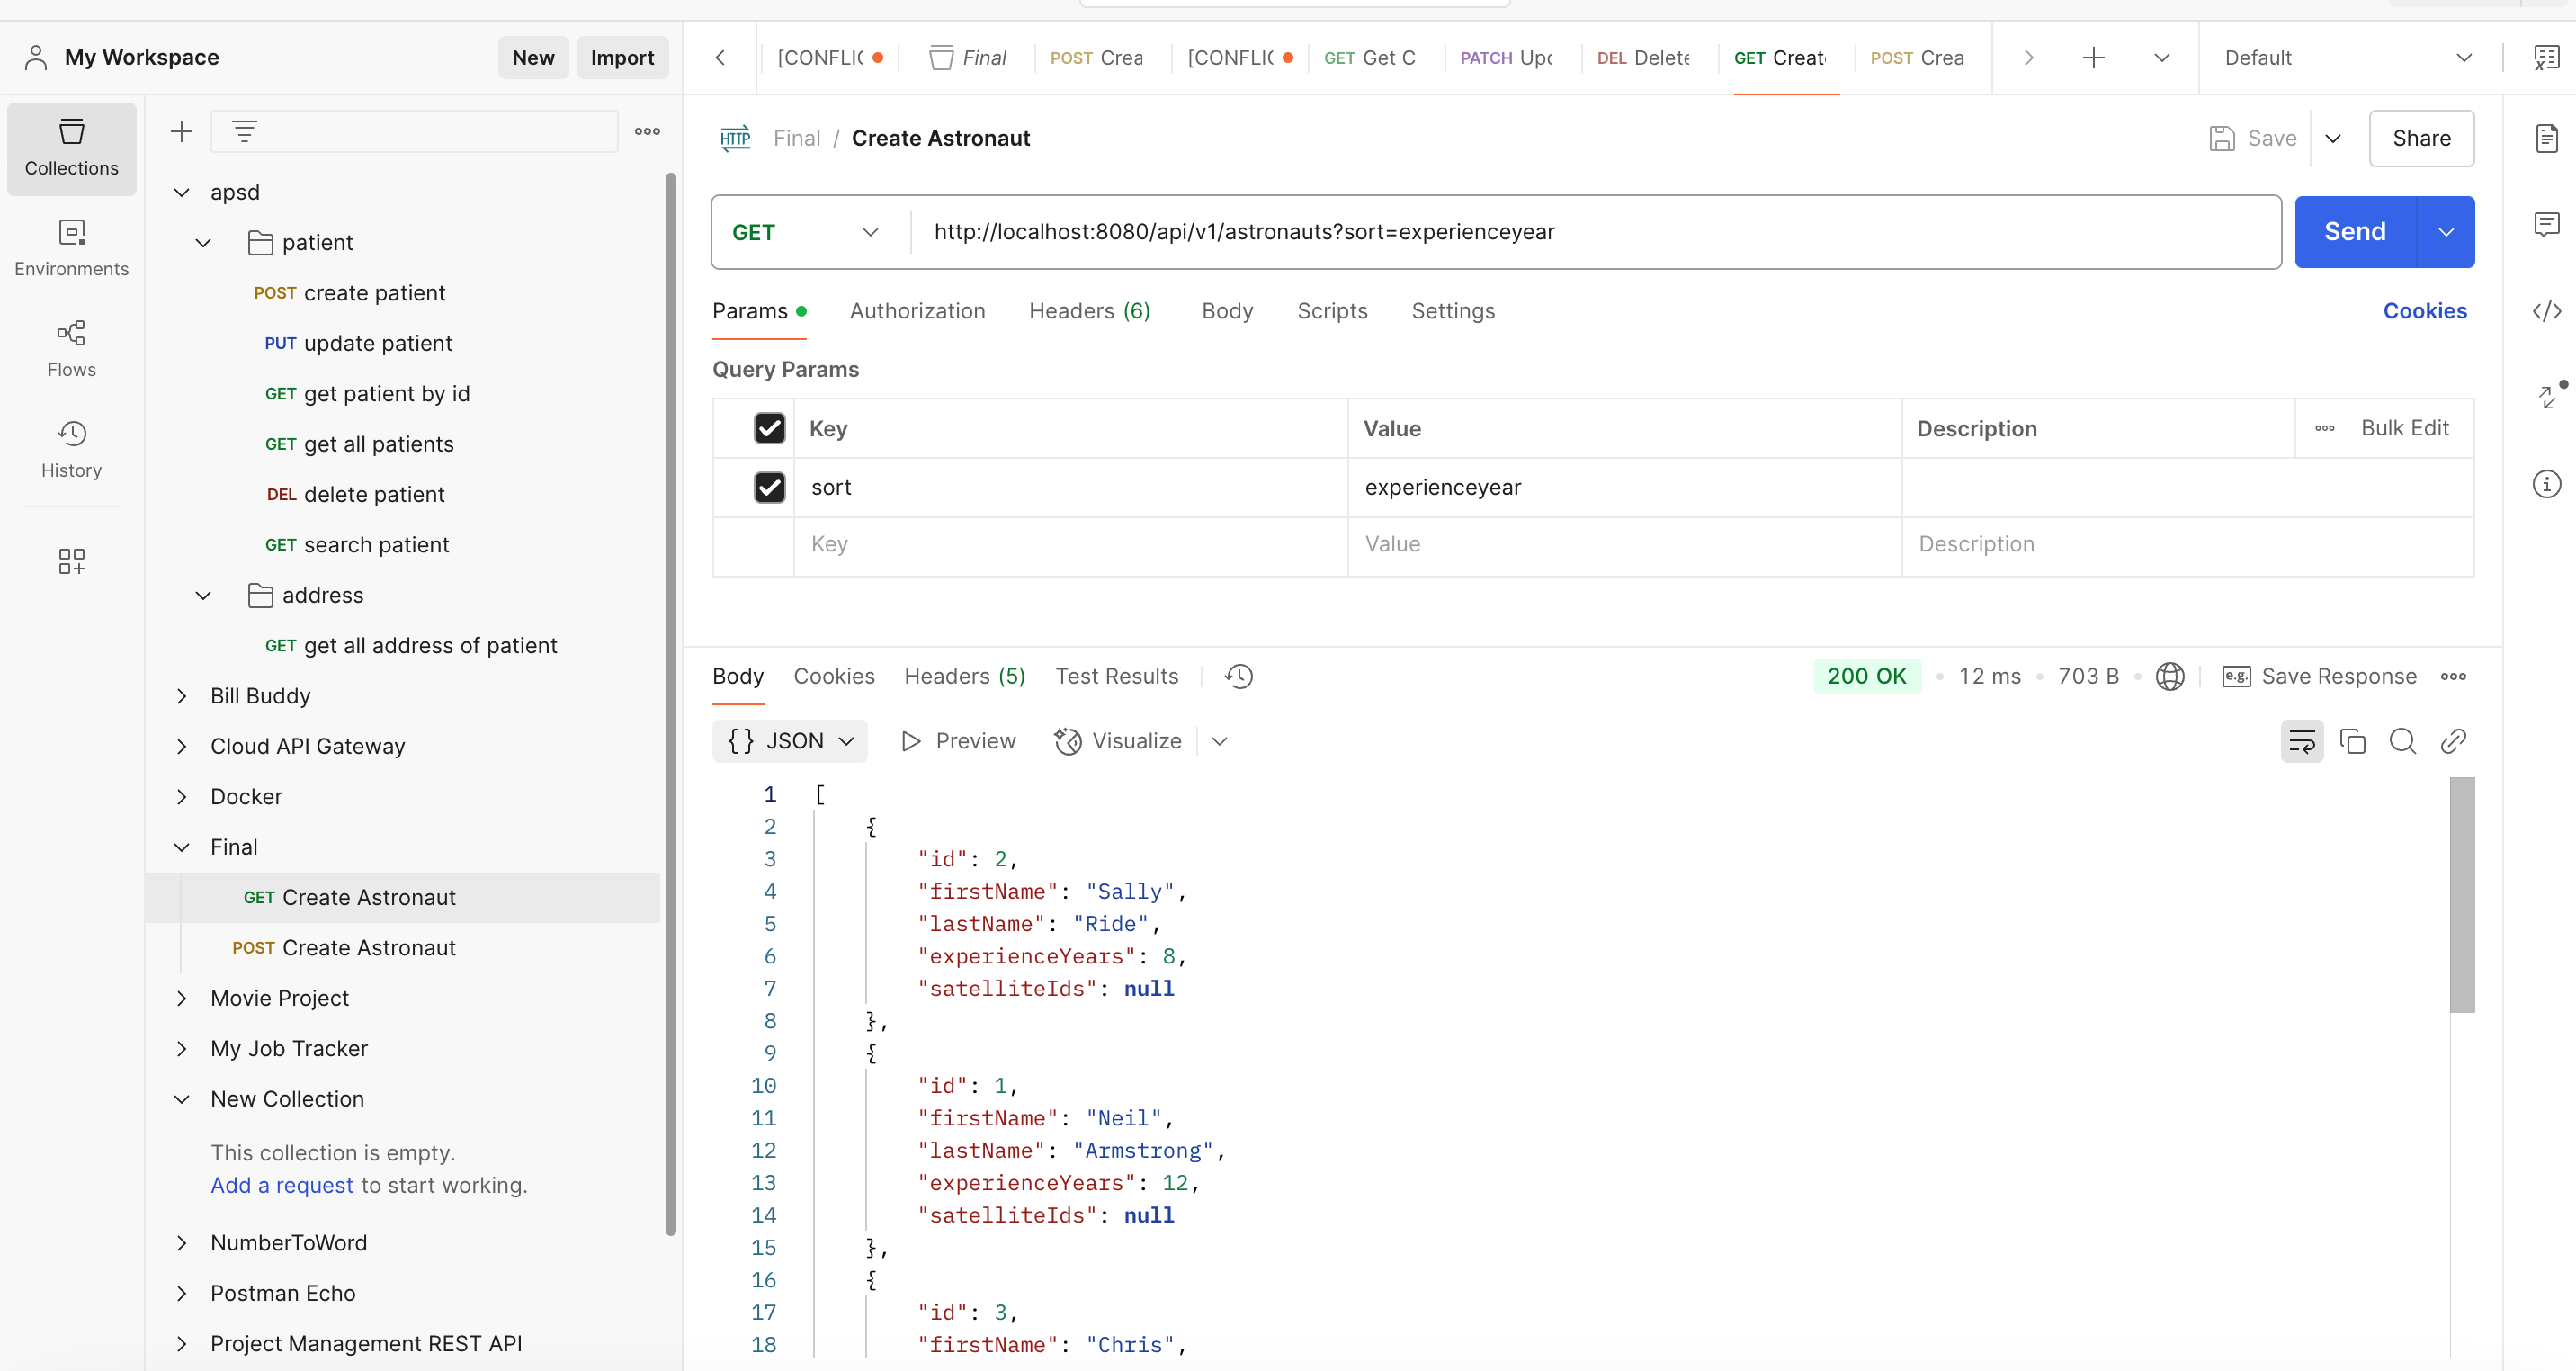 My Workspace
New
Import
[CONFLIC
Final
POST Crea
[CONFLIC
GET Get C
PATCH Upd
DEL Delete
GET Create
POST Crea
Default
Collections
Environments
Flows
History
apsd
patient
POST create patient
PUT update patient
GET get patient by id
GET get all patients
DEL delete patient
GET search patient
address
GET get all address of patient
Bill Buddy
Cloud API Gateway
Docker
Final
GET Create Astronaut
POST Create Astronaut
Movie Project
My Job Tracker
New Collection
This collection is empty.
Add a request to start working.
NumberToWord
Postman Echo
Project Management REST API
HTTP Final / Create Astronaut
Save
Share
GET http://localhost:8080/api/v1/astronauts?sort=experienceyear
Send
Params Authorization Headers (6) Body Scripts Settings
Cookies
Query Params
Key Value Description Bulk Edit
sort experienceyear
Key Value Description
Body Cookies Headers (5) Test Results
200 OK 12 ms 703 B e.g. Save Response
{} JSON Preview Visualize
1 [
2 {
3 "id": 2,
4 "firstName": "Sally",
5 "lastName": "Ride",
6 "experienceYears": 8,
7 "satelliteIds": null
8 },
9 {
10 "id": 1,
11 "firstName": "Neil",
12 "lastName": "Armstrong",
13 "experienceYears": 12,
14 "satelliteIds": null
15 },
16 {
17 "id": 3,
18 "firstName": "Chris",